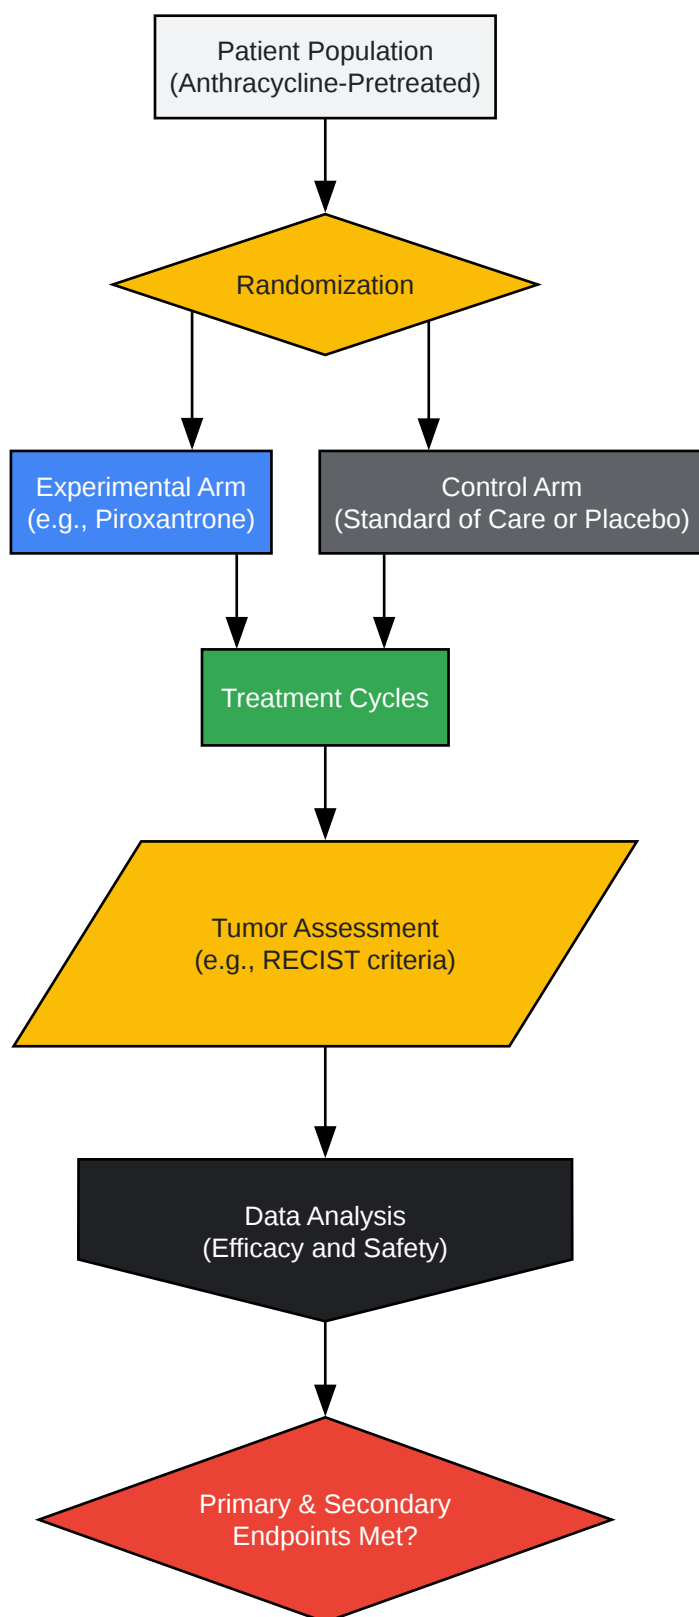 Patient Population
(Anthracycline-Pretreated)
Randomization
Experimental Arm
(e.g., Piroxantrone)
Control Arm
(Standard of Care or Placebo)
Treatment Cycles
Tumor Assessment
(e.g., RECIST criteria)
Data Analysis
(Efficacy and Safety)
Primary & Secondary
Endpoints Met?